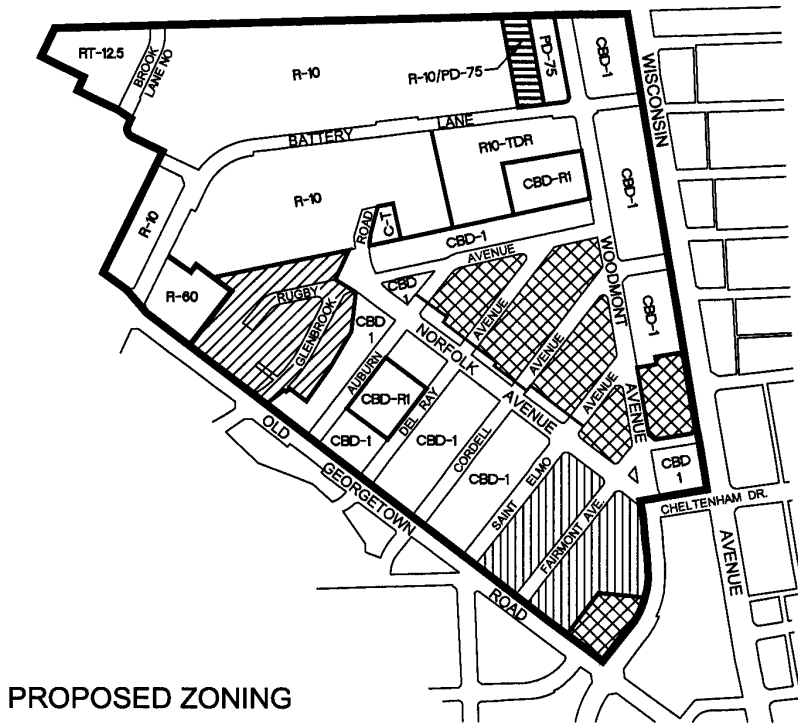 RT-12.5
BROOK
LANE NO
R-10
R-10/PD-75
PD-75
CBD-1
WISCONSIN
BATTERY LANE
R10-TDR
CBD-R1
CBD-1
R-10
R-10
ROAD
C-T
CBD-1
AVENUE
WOODMONT
R-60
RUGBY
CBD
1
AVENUE
CBD-1
GLENBROOK
CBD
1
NORFOLK
AVENUE
AUBURN
CBD-R1
DEL RAY
AVENUE
AVENUE
AVENUE
CBD-1
CBD-1
CORDELL
OLD
GEORGETOWN
CBD-1
SAINT ELMO
CBD
1
CHELTENHAM DR.
FAIRMONT AVE.
AVENUE
ROAD
PROPOSED ZONING